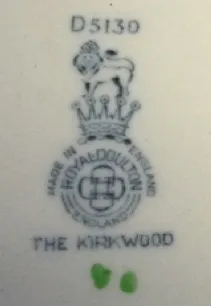 D5130
MADE IN ENGLAND
ROYAL DOULTON
ENGLAND
THE KIRKWOOD